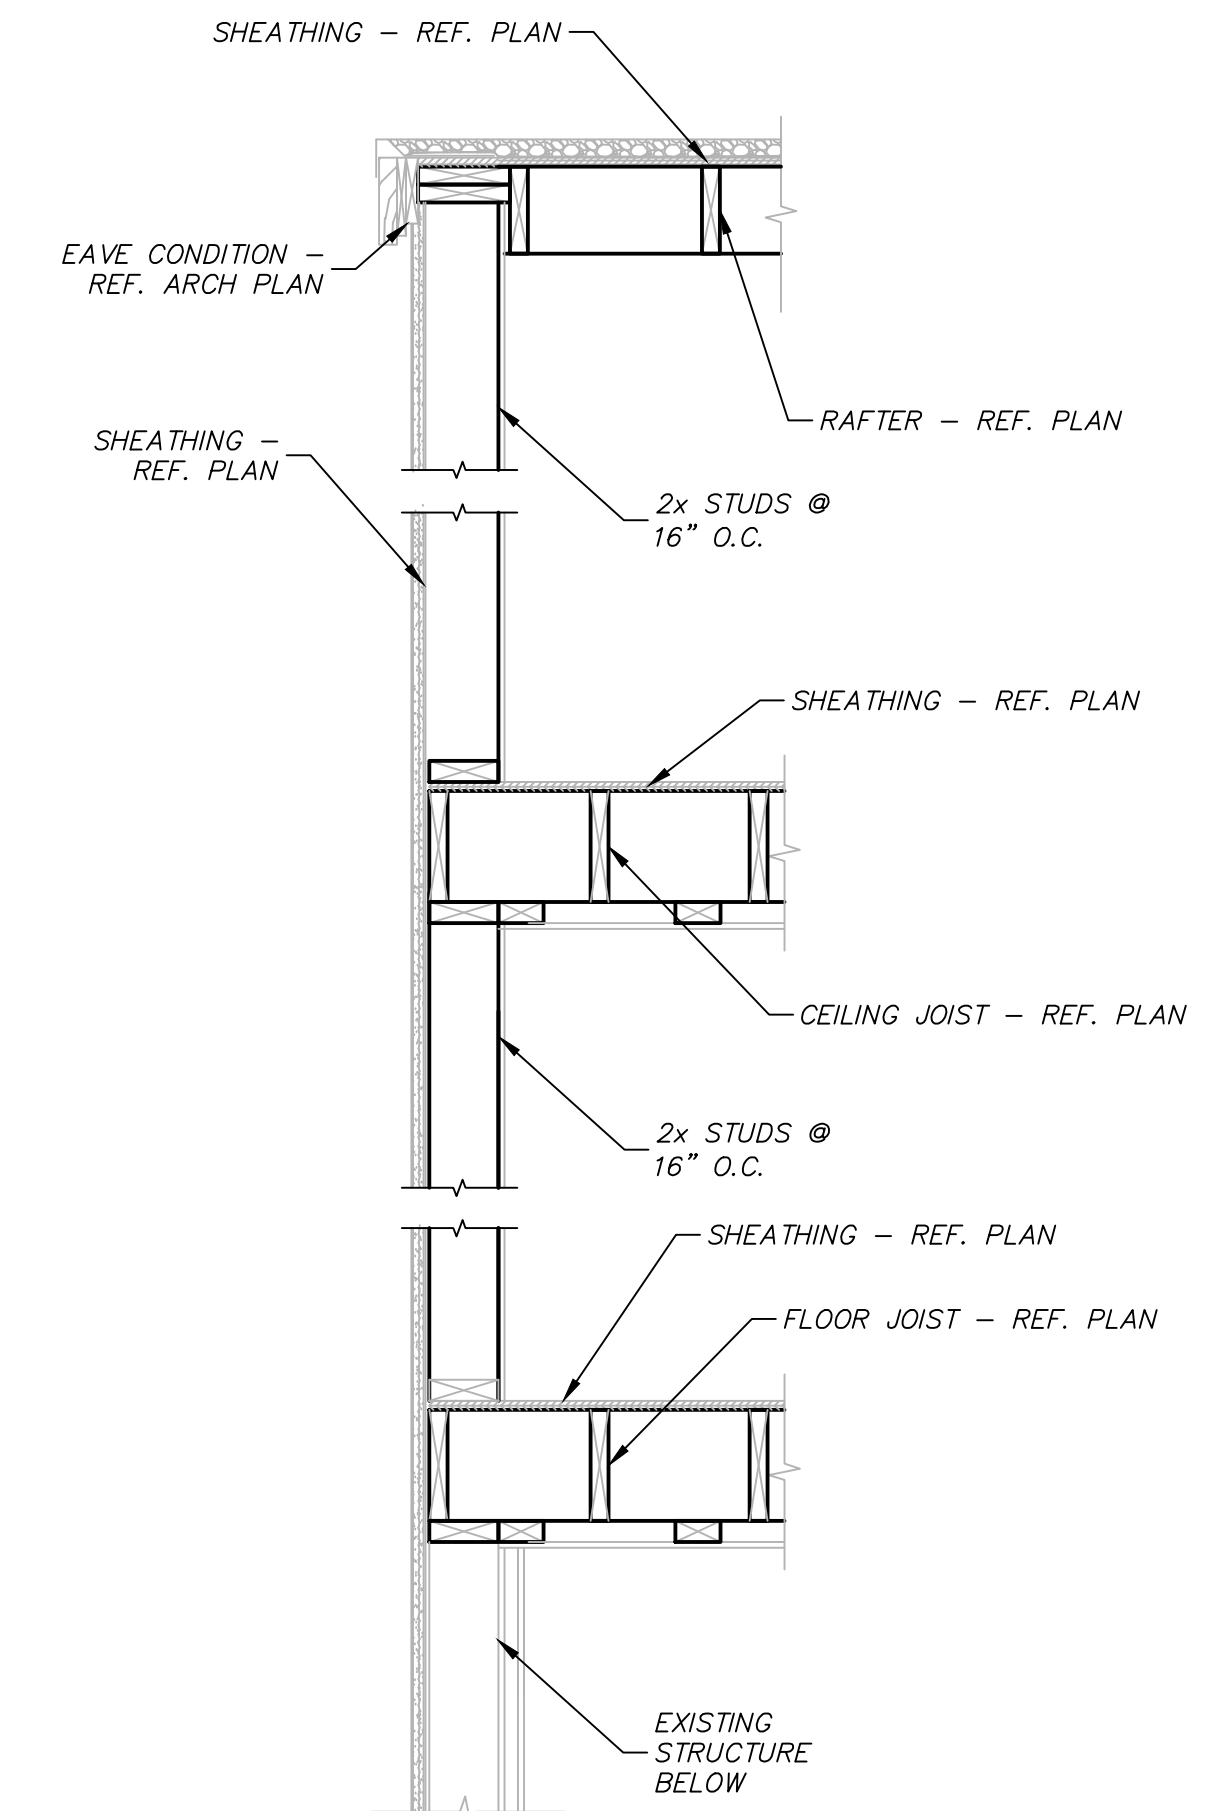 SHEATHING – REF. PLAN
EAVE CONDITION –
REF. ARCH PLAN
RAFTER – REF. PLAN
SHEATHING –
REF. PLAN
2x STUDS @
16" O.C.
SHEATHING – REF. PLAN
CEILING JOIST – REF. PLAN
2x STUDS @
16" O.C.
SHEATHING – REF. PLAN
FLOOR JOIST – REF. PLAN
EXISTING
STRUCTURE
BELOW